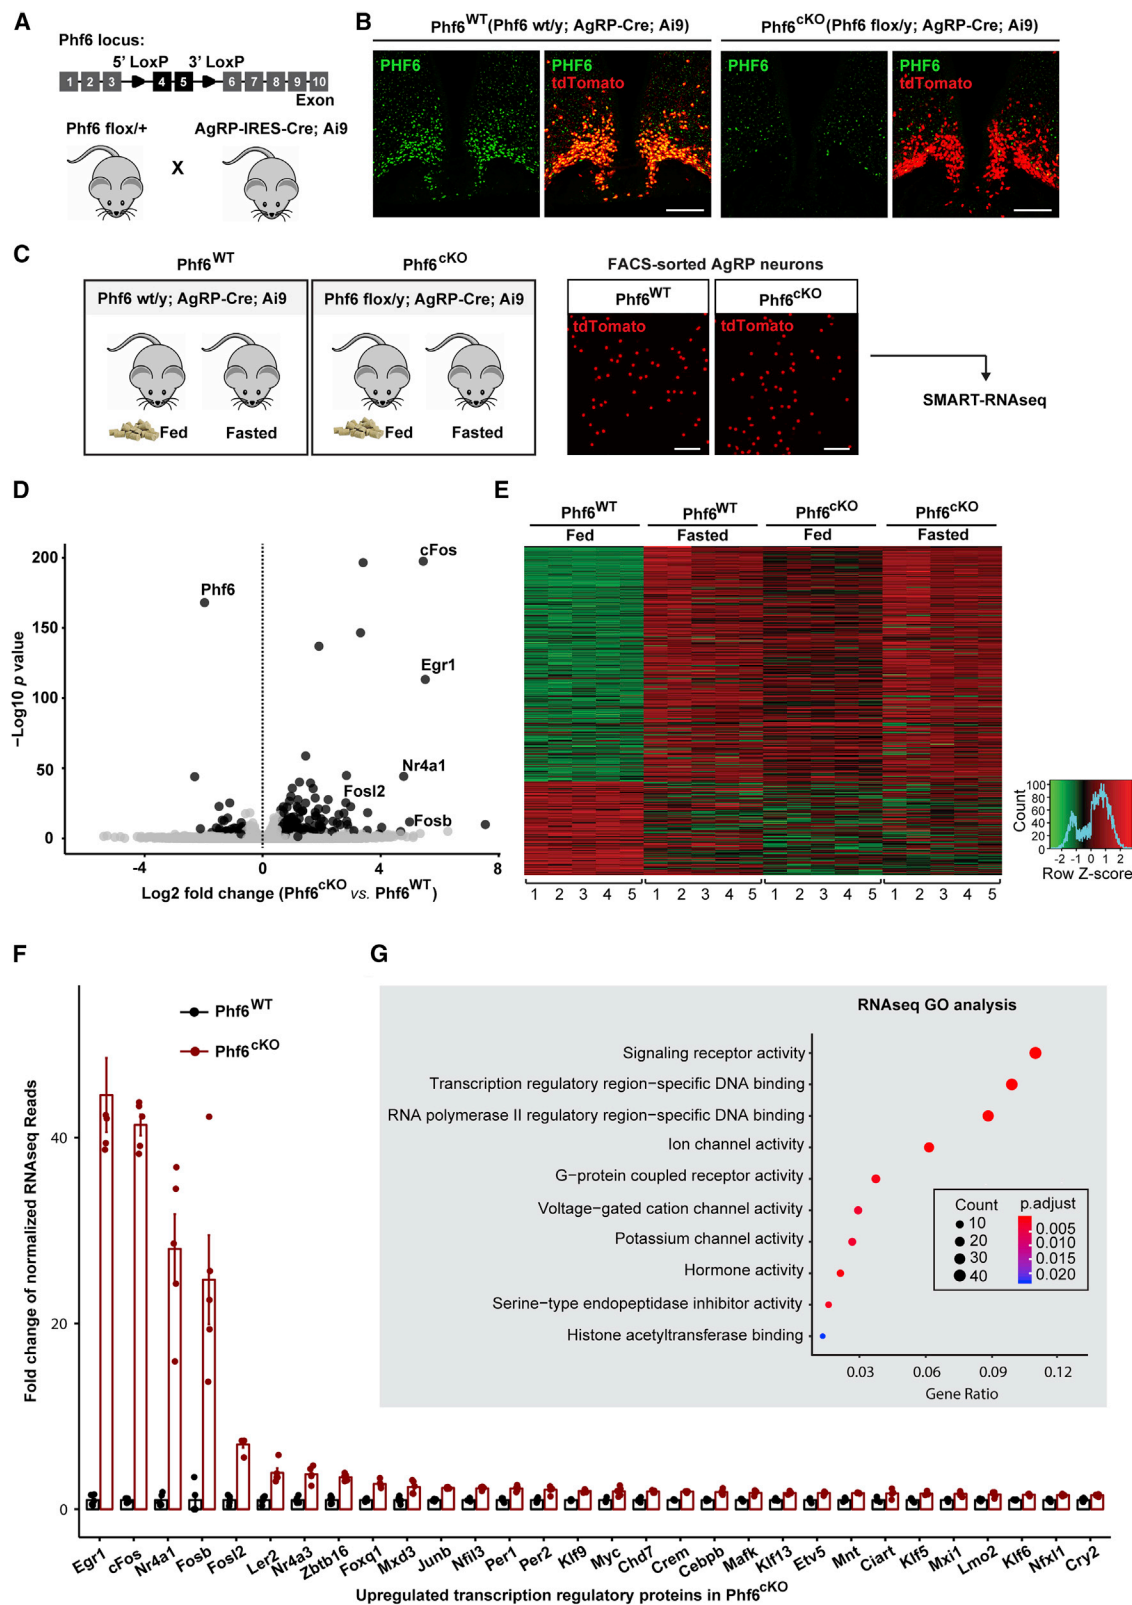 A
Phf6 locus:
5' LoxP 3' LoxP
1 2 3 4 5 6 7 8 9 10
Exon
Phf6 flox/+ AgRP-IRES-Cre; Ai9
X
B
Phf6WT(Phf6 wt/y; AgRP-Cre; Ai9) Phf6cKO(Phf6 flox/y; AgRP-Cre; Ai9)
PHF6 PHF6 PHF6 PHF6
tdTomato tdTomato
C
Phf6WT Phf6cKO
Phf6 wt/y; AgRP-Cre; Ai9 Phf6 flox/y; AgRP-Cre; Ai9
Fed Fasted Fed Fasted
FACS-sorted AgRP neurons
Phf6WT Phf6cKO
tdTomato tdTomato
SMART-RNAseq
D
−Log10 p value
200
150
100
50
0
Phf6
cFos
Egr1
Nr4a1
Fosl2
Fosb
-4 0 4 8
Log2 fold change (Phf6cKO vs. Phf6WT)
E
Phf6WT Phf6WT Phf6cKO Phf6cKO
Fed Fasted Fed Fasted
1 2 3 4 5 1 2 3 4 5 1 2 3 4 5 1 2 3 4 5
Count
100
80
60
40
20
0
-2 -1 0 1 2
Row Z-score
F
Phf6WT
Phf6cKO
Fold change of normalized RNAseq Reads
40
20
0
Egr1 cFos Nr4a1 Fosb Fosl2 Ler2 Nr4a3 Zbtb16 Foxq1 Mxd3 Junb Nfil3 Per1 Per2 Klf9 Myc Chd7 Crem Cebpb Mafk Klf13 Etv5 Mnt Ciart Klf5 Mxi1 Lmo2 Klf6 Nfxl1 Cry2
Upregulated transcription regulatory proteins in Phf6cKO
G
RNAseq GO analysis
Signaling receptor activity
Transcription regulatory region−specific DNA binding
RNA polymerase II regulatory region−specific DNA binding
Ion channel activity
G−protein coupled receptor activity
Voltage−gated cation channel activity
Potassium channel activity
Hormone activity
Serine−type endopeptidase inhibitor activity
Histone acetyltransferase binding
Count p.adjust
10 0.005
20 0.010
30 0.015
40 0.020
0.03 0.06 0.09 0.12
Gene Ratio